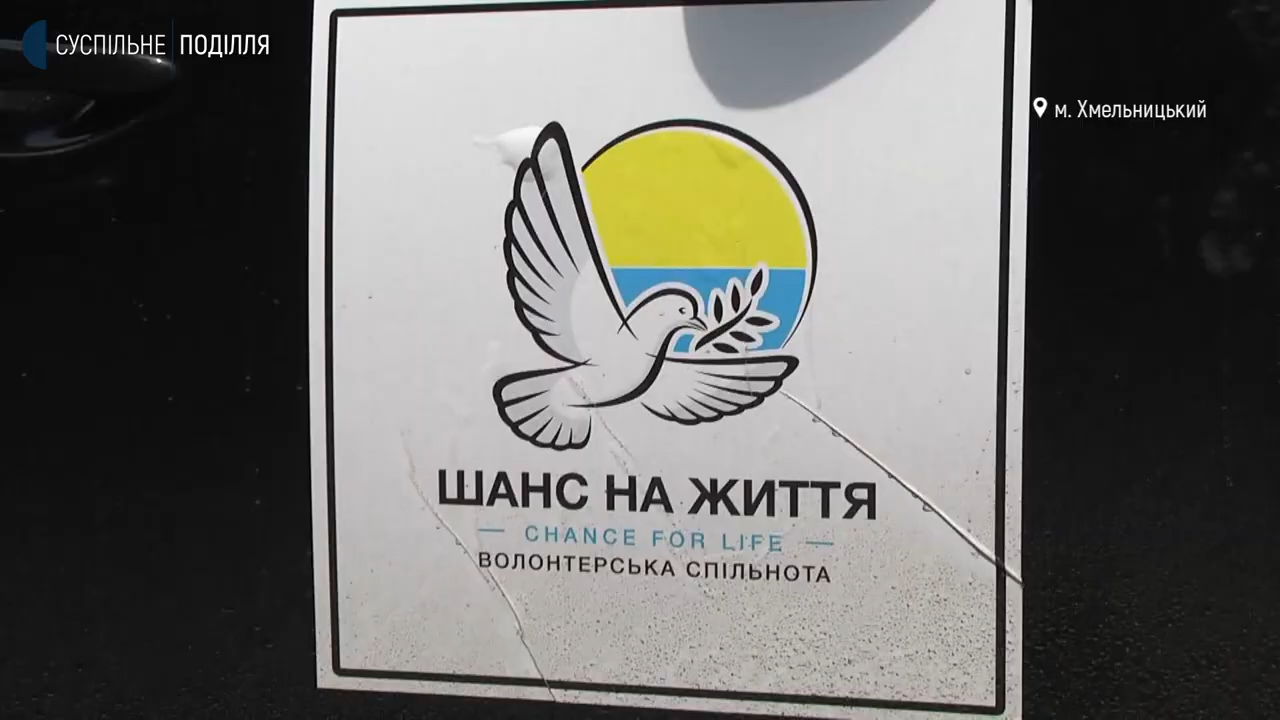 СУСПІЛЬНЕ ПОДІЛЛЯ
м. Хмельницький
ШАНС НА ЖИТТЯ
CHANCE FOR LIFE
ВОЛОНТЕРСЬКА СПІЛЬНОТА